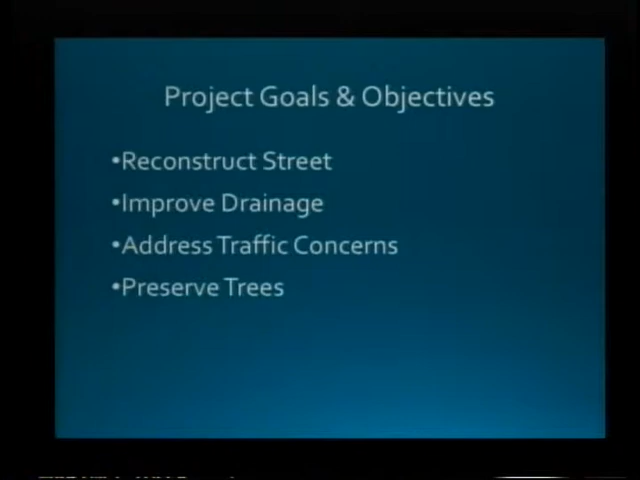 Project Goals & Objectives
•Reconstruct Street
•Improve Drainage
•Address Traffic Concerns
•Preserve Trees